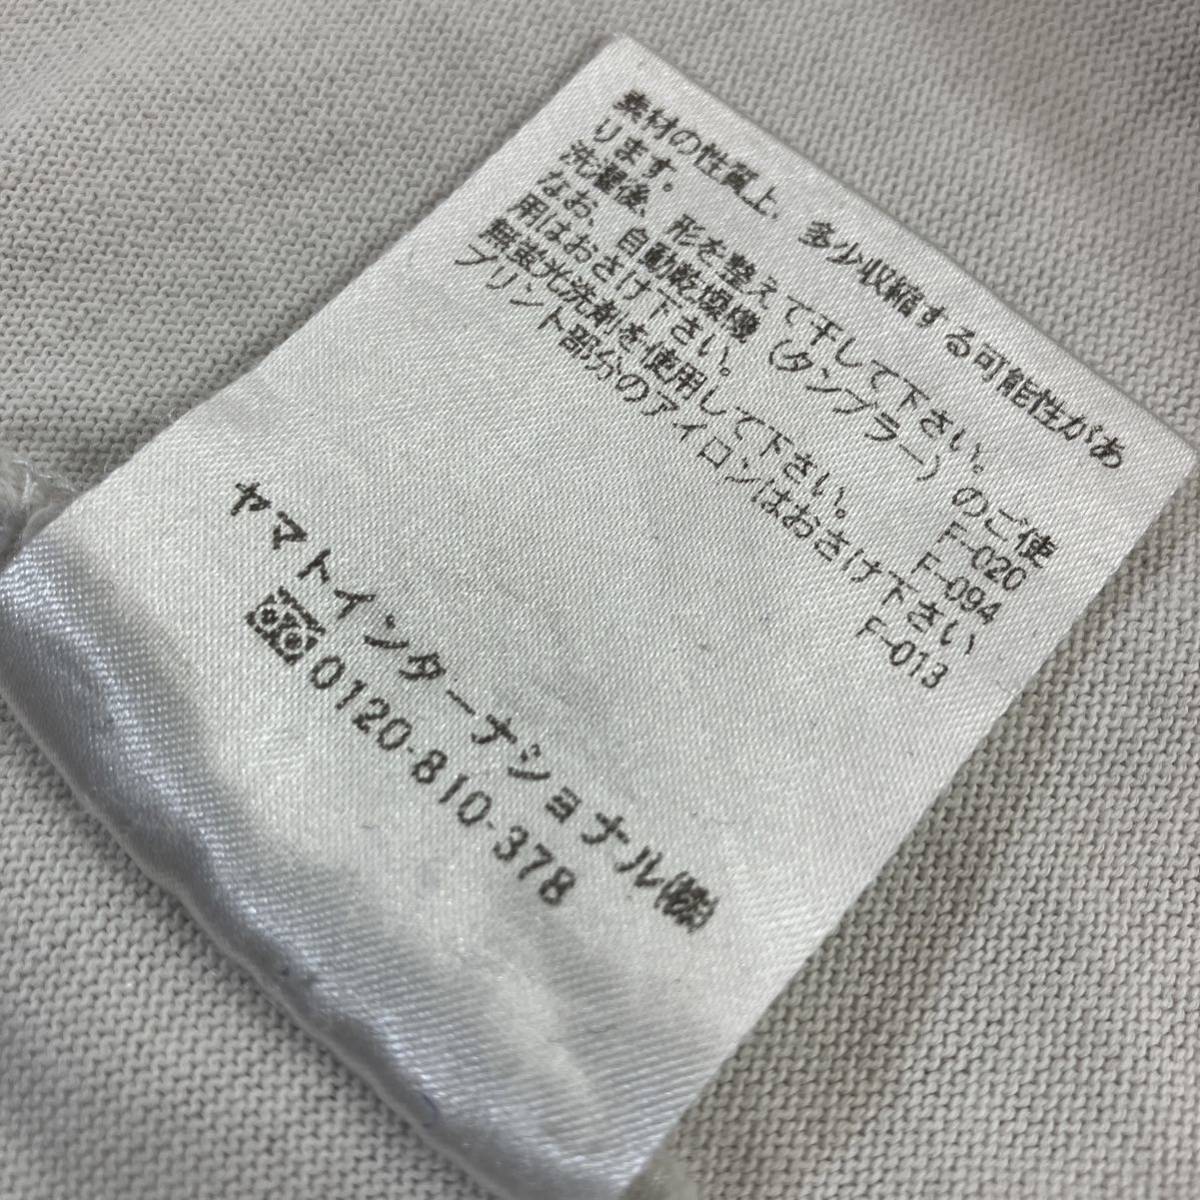 素材の性質上、多少収縮する可能性があ
ります。
洗濯後、形を整えて干して下さい。
なお、自動乾燥機（タンブラー）のご使
用はおさけ下さい。 F-020
無蛍光洗剤を使用して下さい。 F-094
プリント部分のアイロンはおさけ下さい
F-013
ヤマトインターナショナル㈱
0120-810-378